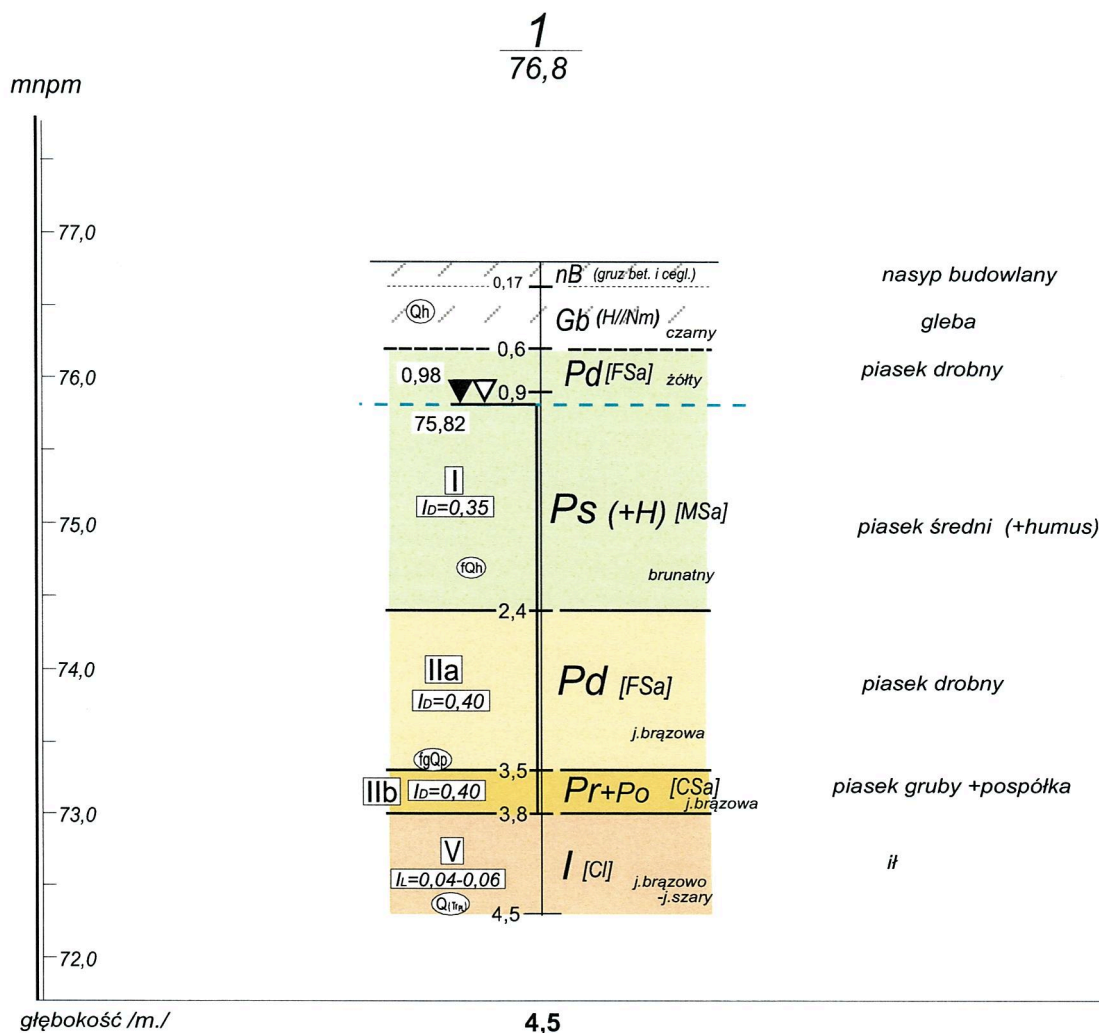 1
76,8
mnpm
77,0
76,0
75,0
74,0
73,0
72,0
0,17 nB (gruz bet. i cegl.) nasyp budowlany
Qh Gb (H//Nm) czarny gleba
0,6
0,98 Pd [FSa] żółty piasek drobny
0,9
75,82
I
ID=0,35 Ps (+H) [MSa] piasek średni (+humus)
fQh brunatny
2,4
IIa
ID=0,40 Pd [FSa] piasek drobny
j.brązowa
fgQp
3,5
IIb ID=0,40 Pr+Po [CSa] piasek gruby +pospółka
j.brązowa
3,8
V
IL=0,04-0,06 I [Cl] ił
j.brązowo
-j.szary
Q(TrPL)
4,5
głębokość /m./ 4,5